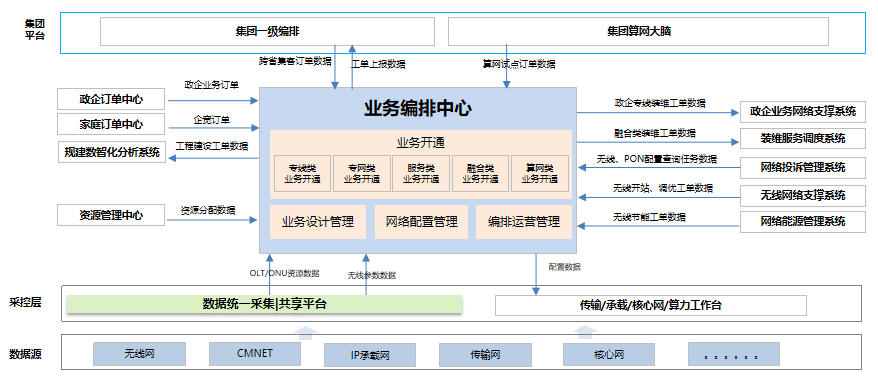 集团
平台
集团一级编排
集团算网大脑
跨省集客订单数据
工单上报数据
算网试点订单数据
政企订单中心
家庭订单中心
规建数智化分析系统
资源管理中心
政企业务订单
企宽订单
工程建设工单数据
资源分配数据
业务编排中心
业务开通
专线类
业务开通
专网类
业务开通
服务类
业务开通
融合类
业务开通
算网类
业务开通
业务设计管理
网络配置管理
编排运营管理
政企专线装维工单数据
融合类装维工单数据
无线、PON配置查询任务数据
无线开站、调优工单数据
无线节能工单数据
政企业务网络支撑系统
装维服务调度系统
网络投诉管理系统
无线网络支撑系统
网络能源管理系统
OLT/ONU资源数据
无线参数数据
配置数据
采控层
数据统一采集|共享平台
传输/承载/核心网/算力工作台
数据源
无线网
CMNET
IP承载网
传输网
核心网
。。。。。。